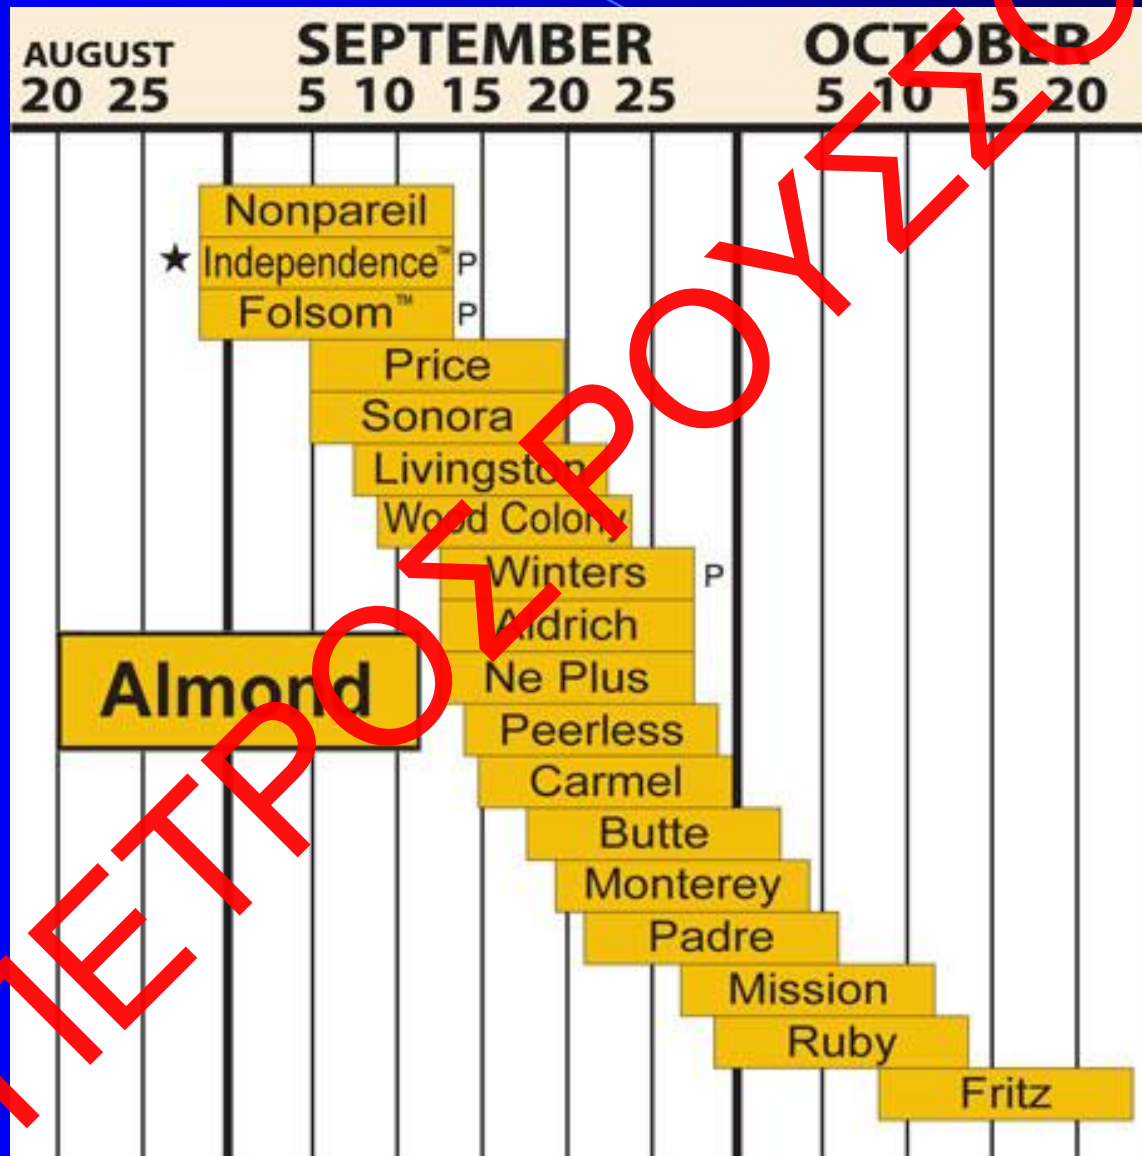 AUGUST SEPTEMBER OCTOBER
20 25 5 10 15 20 25 5 10 15 20
Nonpareil
★ Independence™ P
Folsom™ P
Price
Sonora
Livingston
Wood Colony
Winters P
Aldrich
Ne Plus
Almond
Peerless
Carmel
Butte
Monterey
Padre
Mission
Ruby
Fritz
ΠΕΤΡΟΣ ΡΟΥΣΣΟ